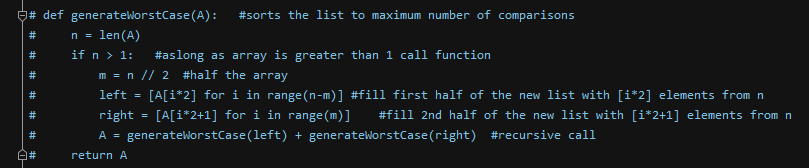 # def generateWorstCase(A):   #sorts the list to maximum number of comparisons
#     n = len(A)
#     if n > 1:   #aslong as array is greater than 1 call function
#         m = n // 2  #half the array
#         left = [A[i*2] for i in range(n-m)] #fill first half of the new list with [i*2] elements from n
#         right = [A[i*2+1] for i in range(m)]    #fill 2nd half of the new list with [i*2+1] elements from n
#         A = generateWorstCase(left) + generateWorstCase(right)  #recursive call
#     return A